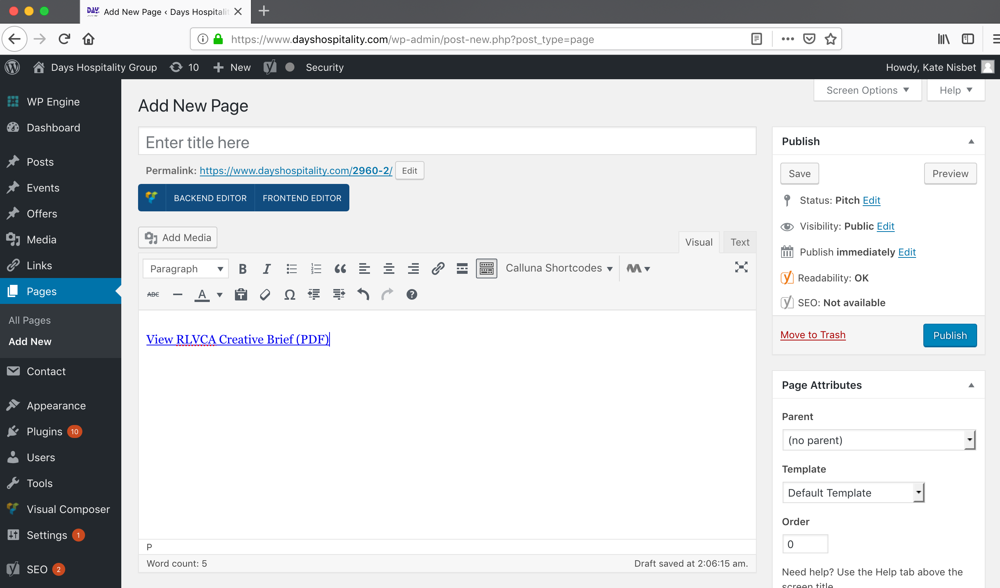 DAY!
Add New Page ‹ Days Hospitalit
https://www.dayshospitality.com/wp-admin/post-new.php?post_type=page
Days Hospitality Group
10
New
Security
Howdy, Kate Nisbet
WP Engine
Dashboard
Posts
Events
Offers
Media
Links
Pages
All Pages
Add New
Contact
Appearance
Plugins 10
Users
Tools
Visual Composer
Settings 1
SEO 2
Screen Options
Help
Add New Page
Enter title here
Permalink: https://www.dayshospitality.com/2960-2/ Edit
BACKEND EDITOR
FRONTEND EDITOR
Add Media
Visual
Text
Paragraph
B
I
Calluna Shortcodes
ABC
A
View RLVCA Creative Brief (PDF)
P
Word count: 5
Draft saved at 2:06:15 am.
Publish
Save
Preview
Status: Pitch Edit
Visibility: Public Edit
Publish immediately Edit
Readability: OK
SEO: Not available
Move to Trash
Publish
Page Attributes
Parent
(no parent)
Template
Default Template
Order
0
Need help? Use the Help tab above the
screen title.